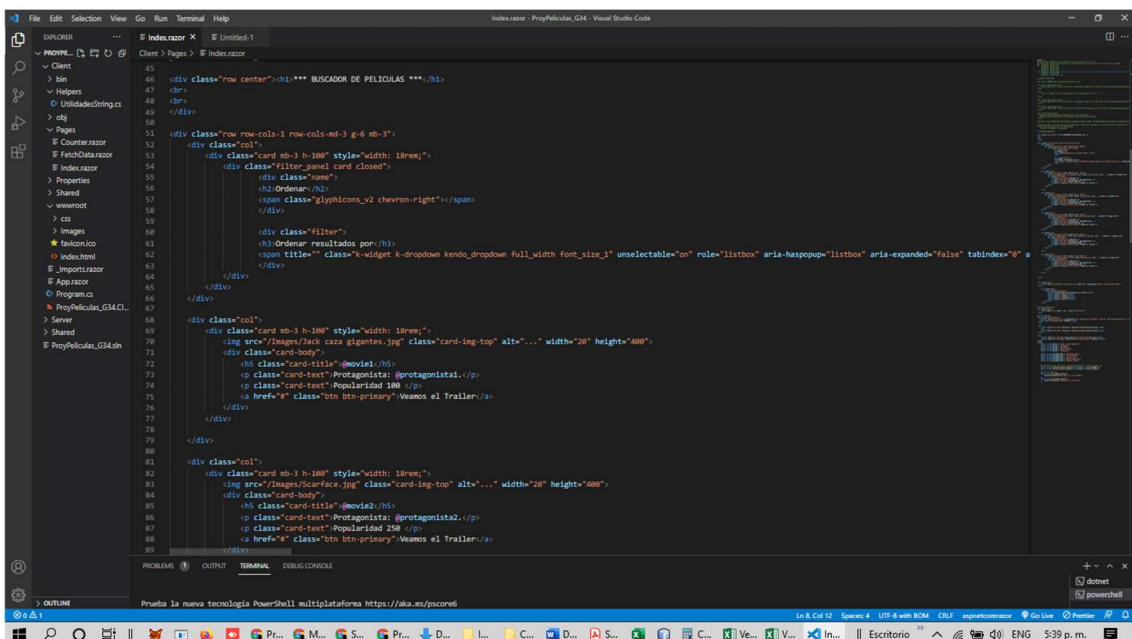 File Edit Selection View Go Run Terminal Help
Index.razor - ProyPeliculas_G34 - Visual Studio Code
EXPLORER
Index.razor
Untitled-1
PROYPE...
Client > Pages > Index.razor
Client
bin
Helpers
UtilidadesString.cs
obj
Pages
Counter.razor
FetchData.razor
Index.razor
Properties
Shared
wwwroot
css
Images
favicon.ico
index.html
_Imports.razor
App.razor
Program.cs
ProyPeliculas_G34.Cl...
Server
Shared
ProyPeliculas_G34.sln
OUTLINE
45
46 <div class="row center"><h1>*** BUSCADOR DE PELICULAS ***</h1>
47 <br>
48 <br>
49 </div>
50
51 <div class="row row-cols-1 row-cols-md-3 g-6 mb-3">
52 <div class="col">
53 <div class="card mb-3 h-100" style="width: 18rem;">
54 <div class="filter_panel card closed">
55 <div class="name">
56 <h2>Ordenar</h2>
57 <span class="glyphicons_v2 chevron-right"></span>
58 </div>
59
60 <div class="filter">
61 <h3>Ordenar resultados por</h3>
62 <span title="" class="k-widget k-dropdown kendo_dropdown full_width font_size_1" unselectable="on" role="listbox" aria-haspopup="listbox" aria-expanded="false" tabindex="0" a
63 </div>
64 </div>
65 </div>
66 </div>
67
68 <div class="col">
69 <div class="card mb-3 h-100" style="width: 18rem;">
70 <img src="/Images/Jack caza gigantes.jpg" class="card-img-top" alt="..." width="20" height="400">
71 <div class="card-body">
72 <h5 class="card-title">@movie1</h5>
73 <p class="card-text">Protagonista: @protagonista1.</p>
74 <p class="card-text">Popularidad 100 </p>
75 <a href="#" class="btn btn-primary">Veamos el Trailer</a>
76 </div>
77 </div>
78
79 </div>
80
81 <div class="col">
82 <div class="card mb-3 h-100" style="width: 18rem;">
83 <img src="/Images/Scarface.jpg" class="card-img-top" alt="..." width="20" height="400">
84 <div class="card-body">
85 <h5 class="card-title">@movie2</h5>
86 <p class="card-text">Protagonista: @protagonista2.</p>
87 <p class="card-text">Popularidad 250 </p>
88 <a href="#" class="btn btn-primary">Veamos el Trailer</a>
89 </div>
PROBLEMS 1 OUTPUT TERMINAL DEBUG CONSOLE
dotnet
powershell
Prueba la nueva tecnología PowerShell multiplataforma https://aka.ms/pscore6
0 1
Ln 8, Col 12 Spaces: 4 UTF-8 with BOM CRLF aspnetcorerazor Go Live Prettier
Pr... M... S... Pr... D... I... C... D... S... C... Ve... V... In... Escritorio ENG 5:39 p. m.